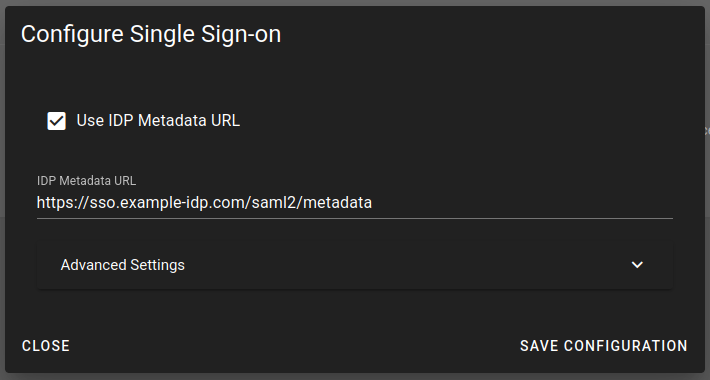 Configure Single Sign-on
Use IDP Metadata URL
IDP Metadata URL
https://sso.example-idp.com/saml2/metadata
Advanced Settings
CLOSE
SAVE CONFIGURATION